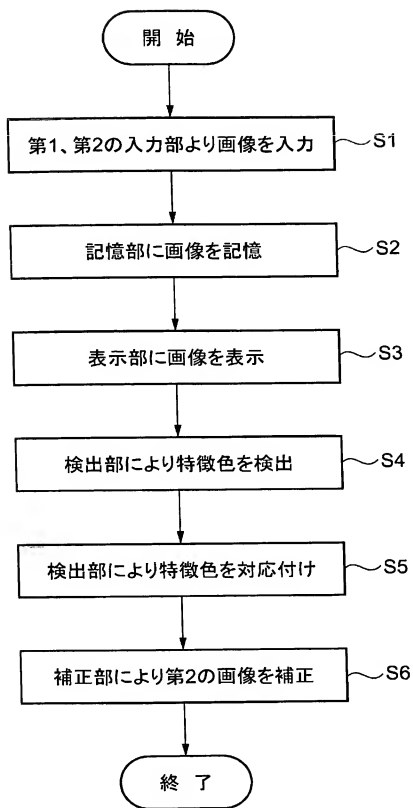 開 始
第1、第2の入力部より画像を入力 S1
記憶部に画像を記憶 S2
表示部に画像を表示 S3
検出部により特徴色を検出 S4
検出部により特徴色を対応付け S5
補正部により第2の画像を補正 S6
終 了